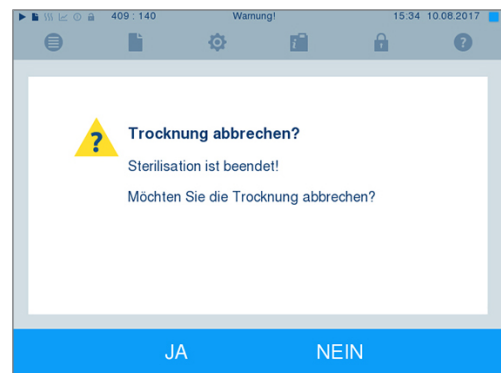 409 : 140 Warnung! 15:34 10.08.2017
Trocknung abbrechen?
Sterilisation ist beendet!
Möchten Sie die Trocknung abbrechen?
JA NEIN